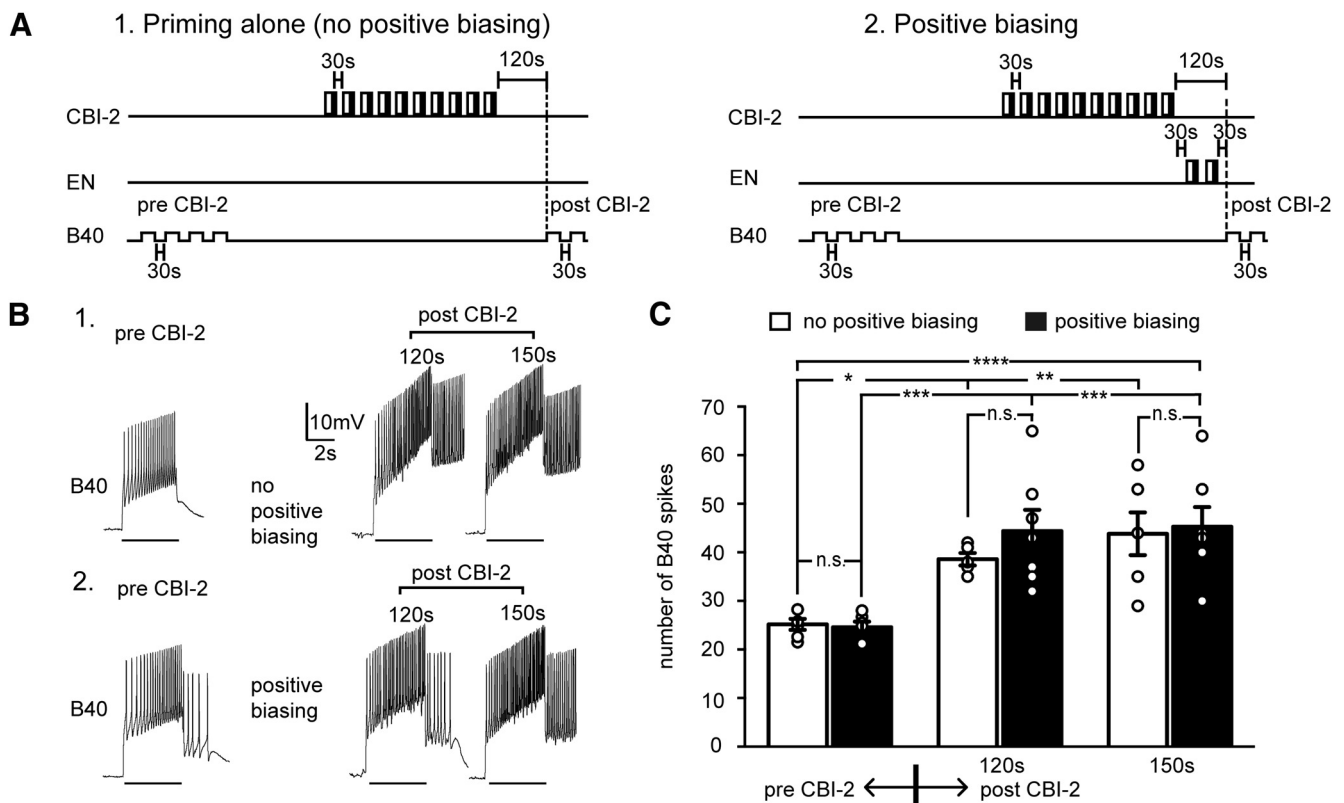 A
1. Priming alone (no positive biasing)
30s
120s
CBI-2
EN
pre CBI-2
post CBI-2
B40
30s
30s
2. Positive biasing
30s
120s
CBI-2
30s
30s
EN
pre CBI-2
post CBI-2
B40
30s
30s
B
1.
pre CBI-2
post CBI-2
120s
150s
10mV
2s
B40
no
positive
biasing
2.
pre CBI-2
post CBI-2
120s
150s
B40
positive
biasing
C
no positive biasing
positive biasing
****
*
**
***
***
n.s.
n.s.
n.s.
number of B40 spikes
70
60
50
40
30
20
10
0
120s
150s
pre CBI-2
post CBI-2